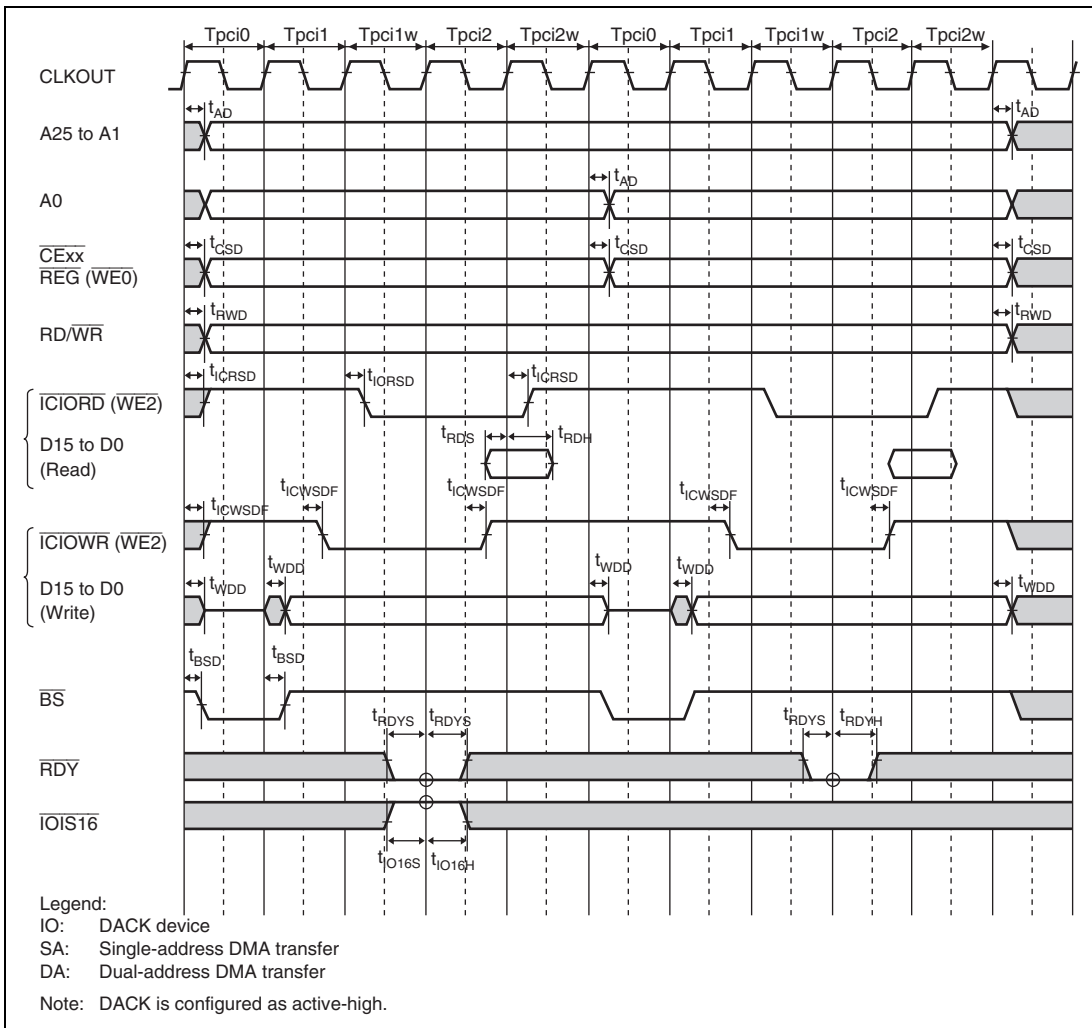 Tpci0 Tpci1 Tpci1w Tpci2 Tpci2w Tpci0 Tpci1 Tpci1w Tpci2 Tpci2w
CLKOUT
tAD tAD
A25 to A1
tAD
A0
tCSD tCSD tCSD
CExx
REG (WE0)
tRWD tRWD
RD/WR
tICRSD tIORSD tICRSD
ICIORD (WE2)
tRDS tRDH
D15 to D0
(Read)
tICWSDF tICWSDF tICWSDF tICWSDF tICWSDF
ICIOWR (WE2)
tWDD tWDD tWDD tWDD tWDD
D15 to D0
(Write)
tBSD tBSD
BS
tRDYS tRDYS tRDYS tRDYH
RDY
IOIS16
tIO16S tIO16H
Legend:
IO: DACK device
SA: Single-address DMA transfer
DA: Dual-address DMA transfer
Note: DACK is configured as active-high.